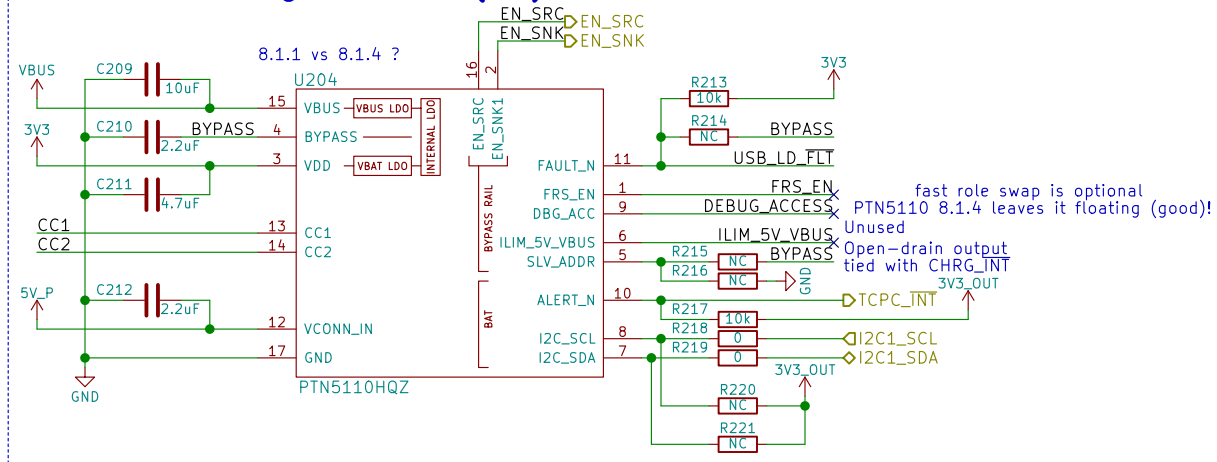 EN_SRC
EN_SRC
EN_SNK
EN_SNK
8.1.1 vs 8.1.4 ?
U204
16
2
VBUS
C209
10uF
15
VBUS
VBUS LDO
INTERNAL LDO
EN_SRC
EN_SNK1
R213
10k
3V3
C210
2.2uF
BYPASS
4
BYPASS
R214
NC
BYPASS
3V3
3
VDD
VBAT LDO
FAULT_N
11
USB_LD_FLT
C211
4.7uF
BYPASS RAIL
FRS_EN
1
FRS_EN
fast role swap is optional
DBG_ACC
9
DEBUG_ACCESS
PTN5110 8.1.4 leaves it floating (good)!
CC1
13
CC1
Unused
CC2
14
CC2
ILIM_5V_VBUS
6
ILIM_5V_VBUS
Open-drain output
SLV_ADDR
5
R215
NC
BYPASS
tied with CHRG_INT
R216
NC
GND
5V_P
C212
2.2uF
BAT
ALERT_N
10
TCPC_INT
3V3_OUT
R217
10k
12
VCONN_IN
I2C_SCL
8
R218
0
I2C1_SCL
17
GND
I2C_SDA
7
R219
0
I2C1_SDA
GND
PTN5110HQZ
3V3_OUT
R220
NC
R221
NC